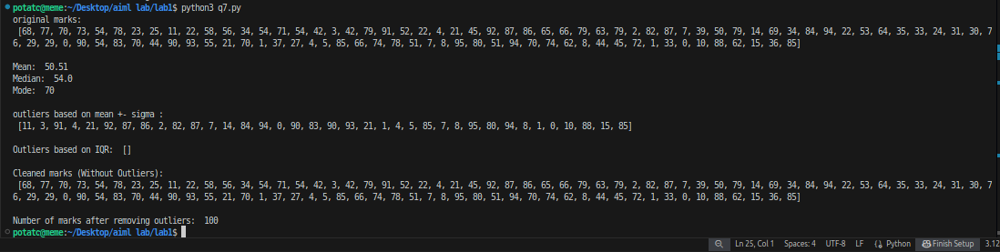 potatc@meme:~/Desktop/aiml lab/lab1$ python3 q7.py
original marks:
[68, 77, 70, 73, 54, 78, 23, 25, 11, 22, 58, 56, 34, 54, 71, 54, 42, 3, 42, 79, 91, 52, 22, 4, 21, 45, 92, 87, 86, 65, 66, 79, 63, 79, 2, 82, 87, 7, 39, 50, 79, 14, 69, 34, 84, 94, 22, 53, 64, 35, 33, 24, 31, 30, 7
6, 29, 29, 0, 90, 54, 83, 70, 44, 90, 93, 55, 21, 70, 1, 37, 27, 4, 5, 85, 66, 74, 78, 51, 7, 8, 95, 80, 51, 94, 70, 74, 62, 8, 44, 45, 72, 1, 33, 0, 10, 88, 62, 15, 36, 85]
Mean:  50.51
Median:  54.0
Mode:  70
outliers based on mean +- sigma :
[11, 3, 91, 4, 21, 92, 87, 86, 2, 82, 87, 7, 14, 84, 94, 0, 90, 83, 90, 93, 21, 1, 4, 5, 85, 7, 8, 95, 80, 94, 8, 1, 0, 10, 88, 15, 85]
Outliers based on IQR:  []
Cleaned marks (Without Outliers):
[68, 77, 70, 73, 54, 78, 23, 25, 11, 22, 58, 56, 34, 54, 71, 54, 42, 3, 42, 79, 91, 52, 22, 4, 21, 45, 92, 87, 86, 65, 66, 79, 63, 79, 2, 82, 87, 7, 39, 50, 79, 14, 69, 34, 84, 94, 22, 53, 64, 35, 33, 24, 31, 30, 7
6, 29, 29, 0, 90, 54, 83, 70, 44, 90, 93, 55, 21, 70, 1, 37, 27, 4, 5, 85, 66, 74, 78, 51, 7, 8, 95, 80, 51, 94, 70, 74, 62, 8, 44, 45, 72, 1, 33, 0, 10, 88, 62, 15, 36, 85]
Number of marks after removing outliers:  100
potatc@meme:~/Desktop/aiml lab/lab1$
Ln 25, Col 1 Spaces: 4 UTF-8 LF {} Python Finish Setup 3.12